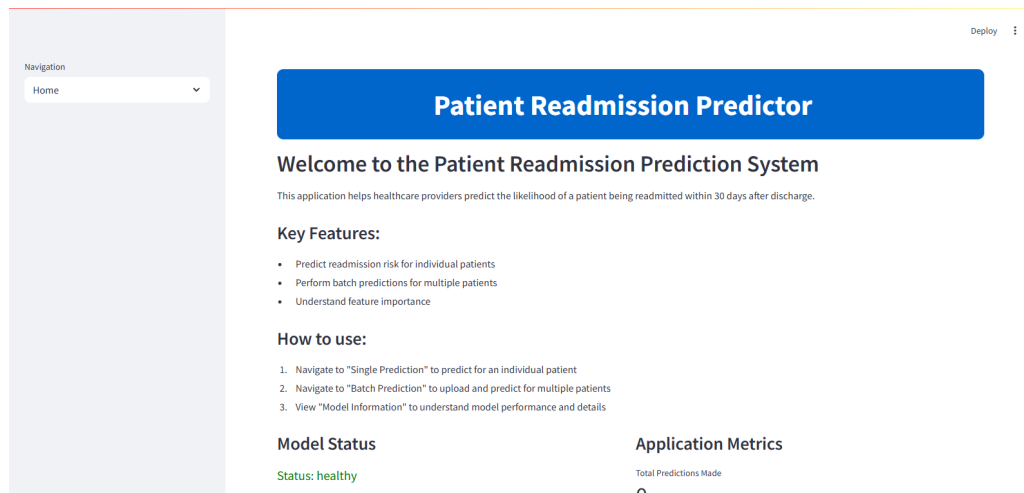 Deploy
Navigation
Home
Patient Readmission Predictor
Welcome to the Patient Readmission Prediction System
This application helps healthcare providers predict the likelihood of a patient being readmitted within 30 days after discharge.
Key Features:
• Predict readmission risk for individual patients
• Perform batch predictions for multiple patients
• Understand feature importance
How to use:
1. Navigate to "Single Prediction" to predict for an individual patient
2. Navigate to "Batch Prediction" to upload and predict for multiple patients
3. View "Model Information" to understand model performance and details
Model Status
Status: healthy
Application Metrics
Total Predictions Made